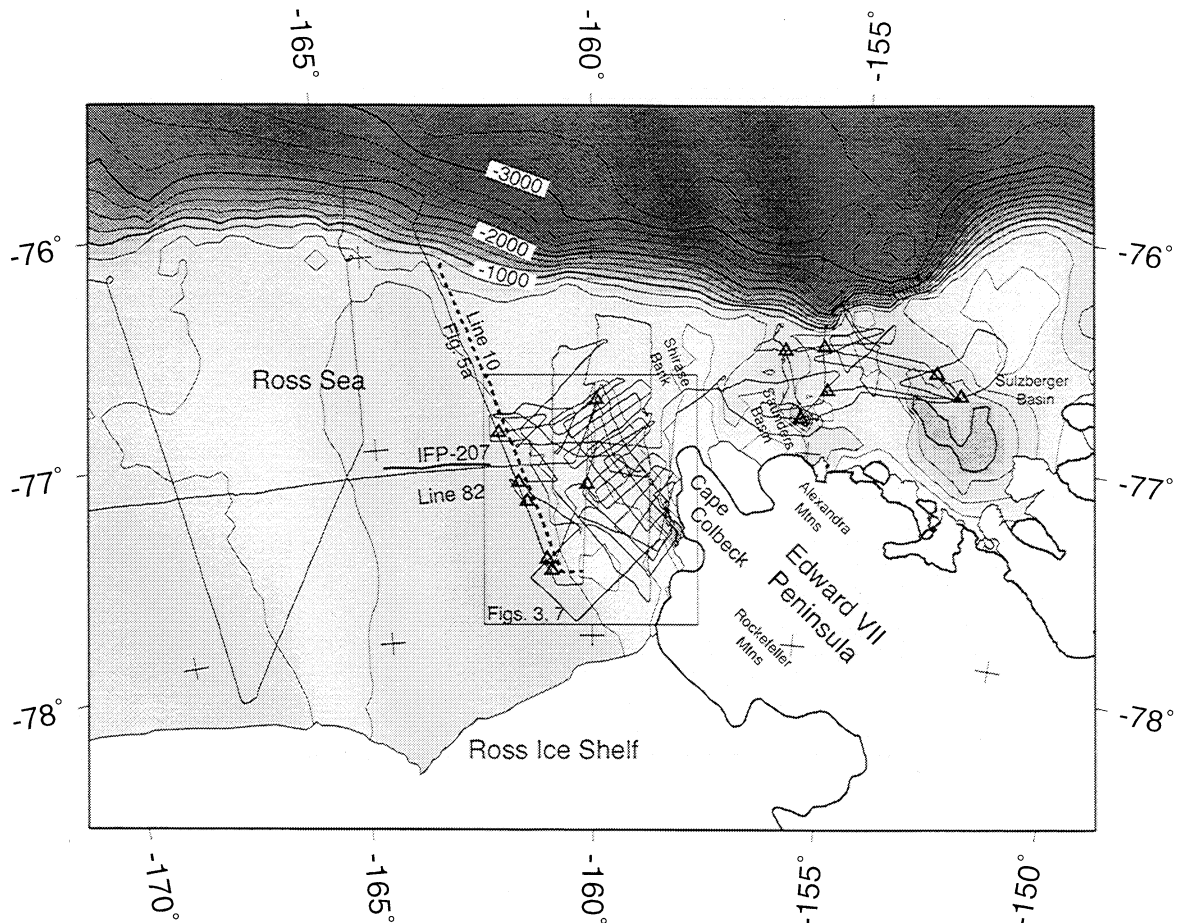 -165°
-160°
-155°
-3000
-2000
-1000
-76°
-76°
Line 10
Fig. 5a
Shirase
Bank
Ross Sea
Saunders
Basin
Sulzberger
Basin
IFP-207
-77°
Line 82
-77°
Cape
Colbeck
Alexandra
Mtns
Edward VII
Peninsula
Figs. 3, 7
Rockefeller
Mtns
-78°
-78°
Ross Ice Shelf
-170°
-165°
-160°
-155°
-150°